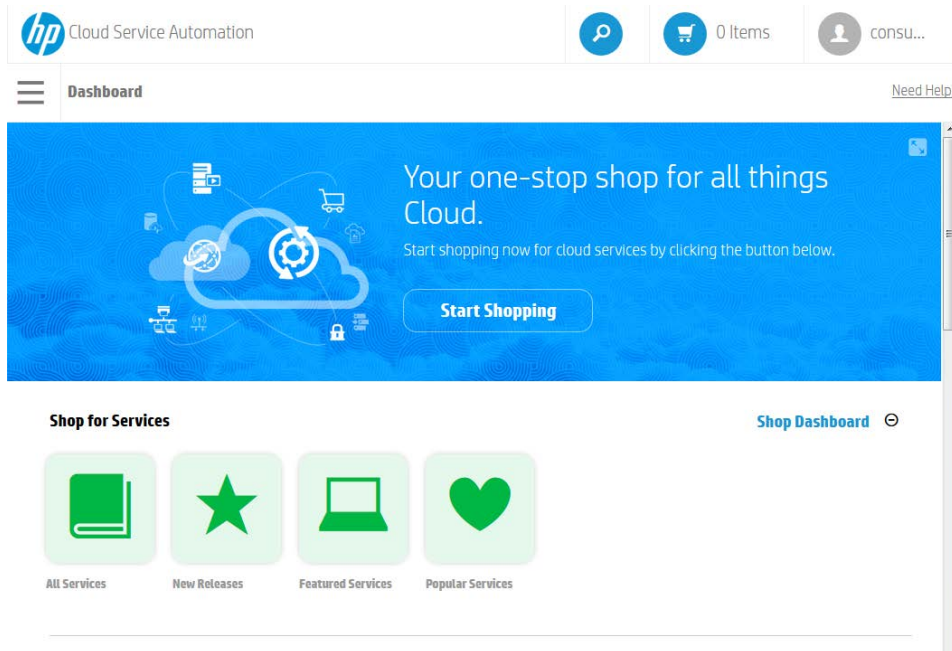 hp Cloud Service Automation 0 Items consu...
Dashboard Need Help
Your one-stop shop for all things
Cloud.
Start shopping now for cloud services by clicking the button below.
Start Shopping
Shop for Services Shop Dashboard
All Services New Releases Featured Services Popular Services